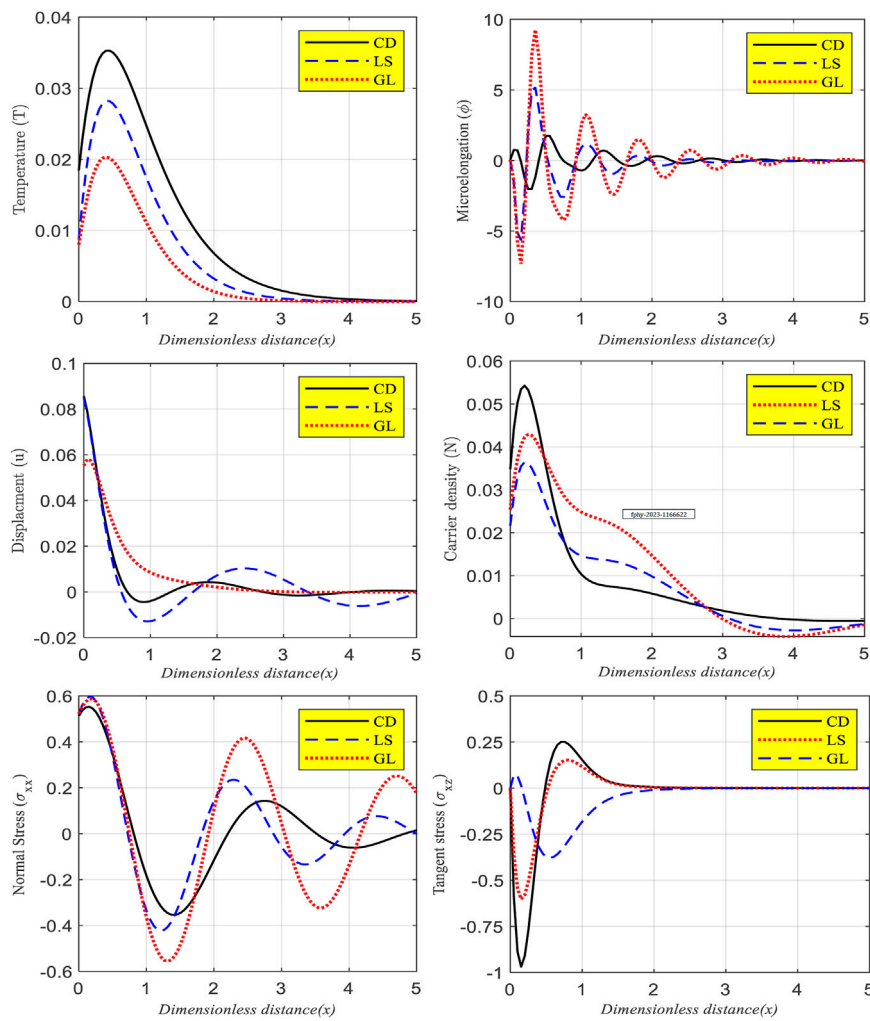 0.04
0.03
0.02
0.01
0
0 1 2 3 4 5
Temperature (T)
Dimensionless distance(x)
CD
LS
GL
10
5
0
-5
-10
0 1 2 3 4 5
Microelongation (ϕ)
Dimensionless distance(x)
CD
LS
GL
0.1
0.08
0.06
0.04
0.02
0
-0.02
0 1 2 3 4 5
Displacment (u)
Dimensionless distance(x)
CD
LS
GL
0.06
0.05
0.04
0.03
0.02
0.01
0
0 1 2 3 4 5
Carrier density (N)
Dimensionless distance(x)
CD
LS
GL
fphy-2023-1166622
0.6
0.4
0.2
0
-0.2
-0.4
-0.6
0 1 2 3 4 5
Normal Stress (σxx)
Dimensionless distance(x)
CD
LS
GL
0.5
0.25
0
-0.25
-0.5
-0.75
-1
0 1 2 3 4 5
Tangent stress (σxz)
Dimensionless distance(x)
CD
LS
GL